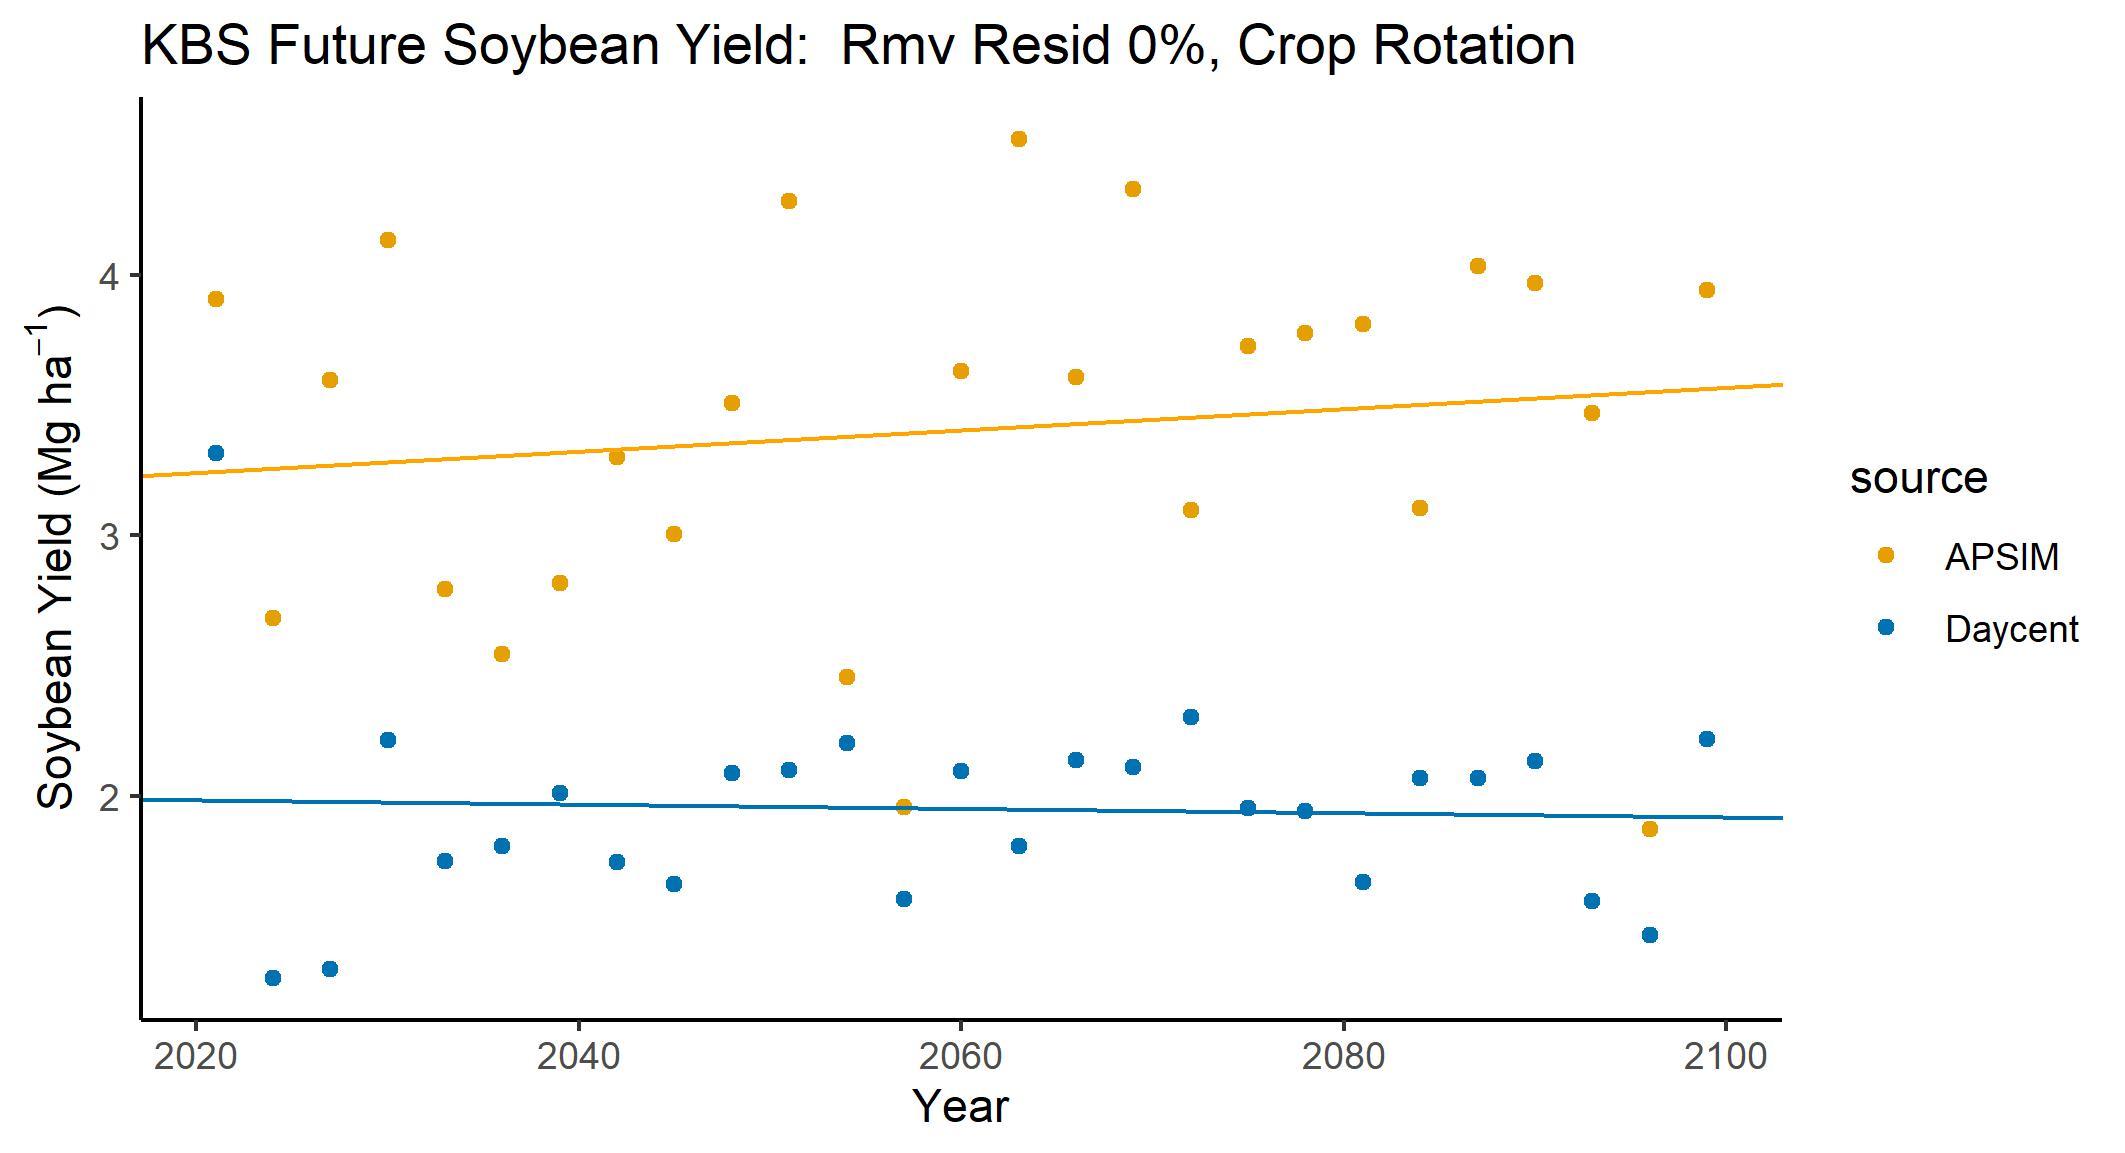 KBS Future Soybean Yield:  Rmv Resid 0%, Crop Rotation
Soybean Yield (Mg ha⁻¹)
4
3
2
2020
2040
2060
2080
2100
Year
source
APSIM
Daycent